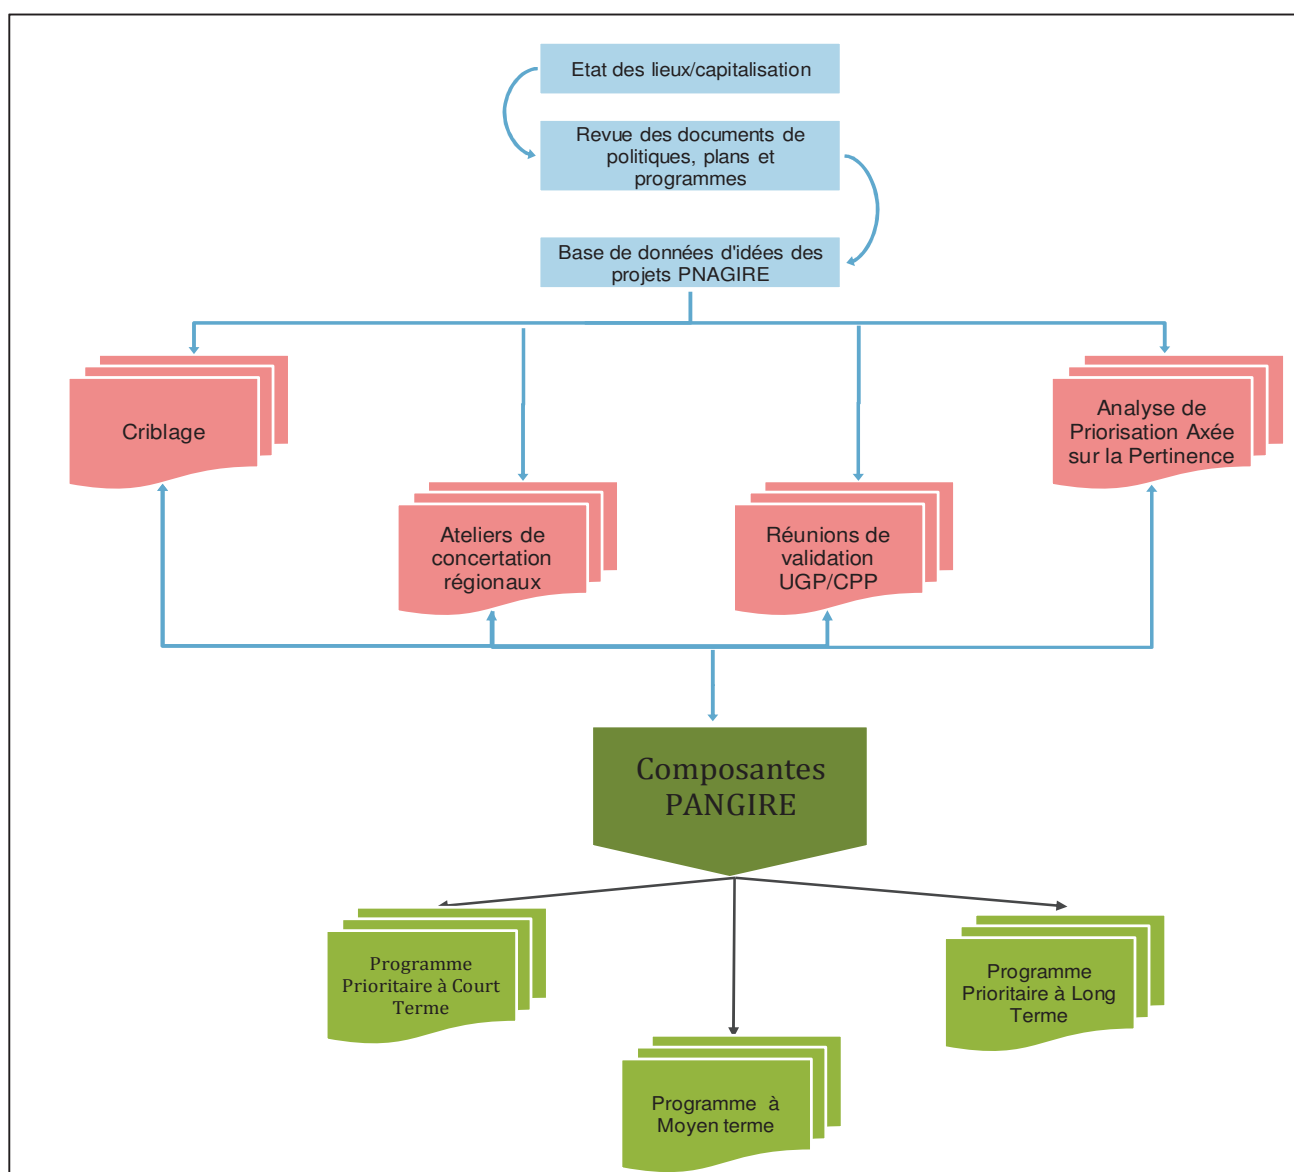 Etat des lieux/capitalisation
Revue des documents de
politiques, plans et
programmes
Base de données d'idées des
projets PNAGIRE
Criblage
Analyse de
Priorisation Axée
sur la Pertinence
Ateliers de
concertation
régionaux
Réunions de
validation
UGP/CPP
Composantes
PANGIRE
Programme
Prioritaire à Court
Terme
Programme
Prioritaire à Long
Terme
Programme à
Moyen terme